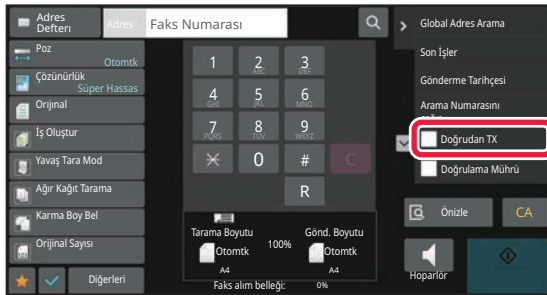 Adres
Defteri
Adres
Faks Numarası
Global Adres Arama
Poz
Otomtk
Son İşler
Çözünürlük
Süper Hassas
Gönderme Tarihçesi
Orijinal
Arama Numarasını
İş Oluştur
Doğrudan TX
Yavaş Tara Mod
Doğrulama Mührü
Ağır Kağıt Tarama
Karma Boy Bel
Orijinal Sayısı
Diğerleri
1
2
ABC
3
DEF
4
GHI
5
JKL
6
MNO
7
PQRS
8
TUV
9
WXYZ
0
#
C
R
Tarama Boyutu
Gönd. Boyutu
Otomtk
100%
Otomtk
A4
A4
Faks alım belleği:
0%
Önizle
CA
Hoparlör